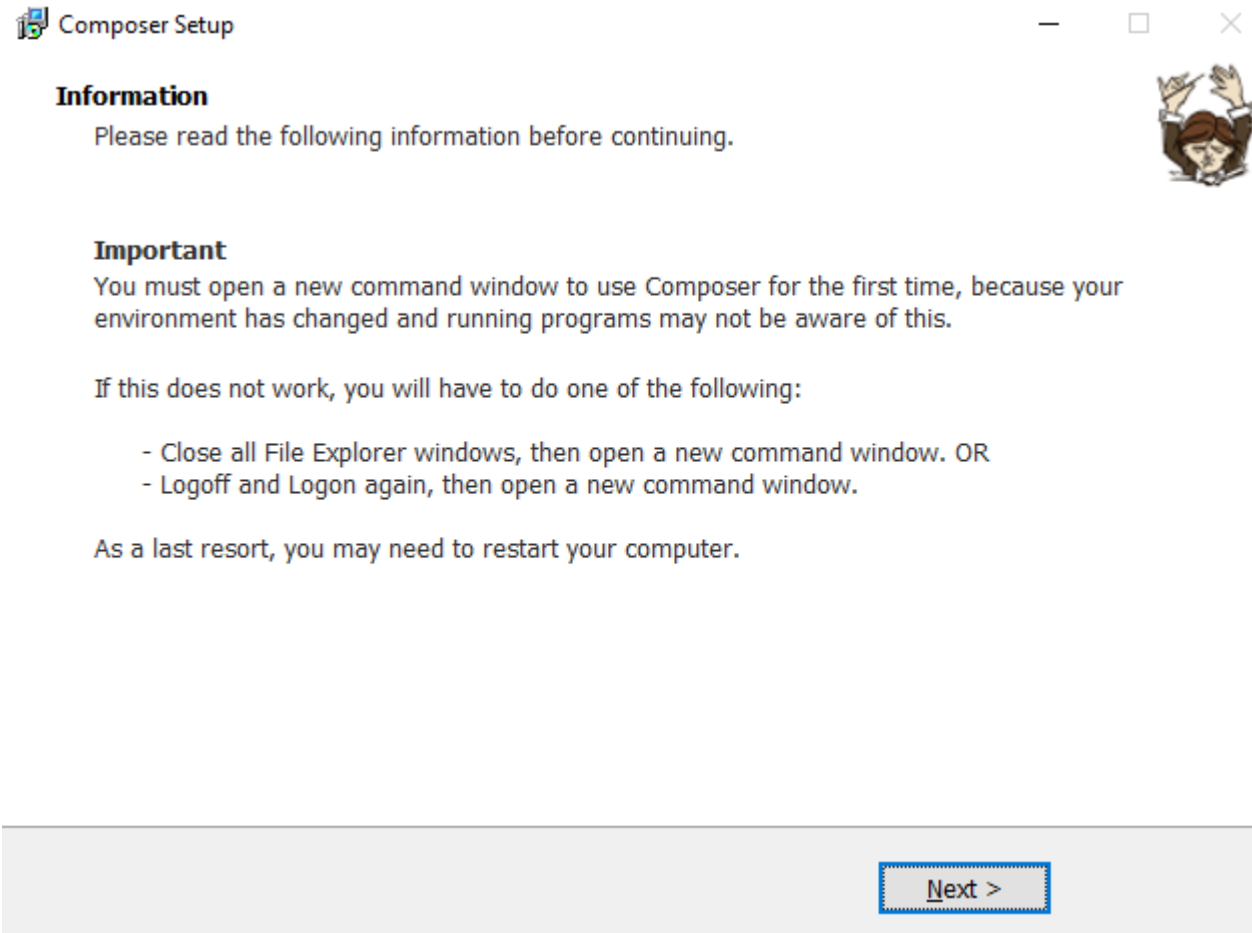 Composer Setup
Information
Please read the following information before continuing.
Important
You must open a new command window to use Composer for the first time, because your
environment has changed and running programs may not be aware of this.
If this does not work, you will have to do one of the following:
- Close all File Explorer windows, then open a new command window. OR
- Logoff and Logon again, then open a new command window.
As a last resort, you may need to restart your computer.
Next >